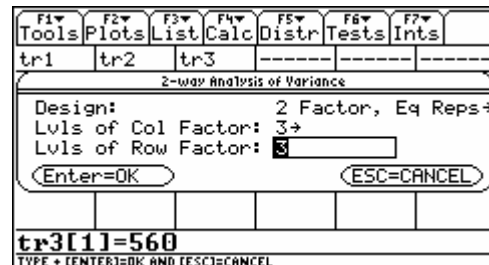 F1▾ F2▾ F3▾ F4▾ F5▾ F6▾ F7▾
Tools Plots List Calc Distr Tests Ints
tr1 tr2 tr3 ------ ------ ------
2-way Analysis of Variance
Design: 2 Factor, Eq Reps→
Lvls of Col Factor: 3→
Lvls of Row Factor: 3
Enter=OK ESC=CANCEL
tr3[1]=560
TYPE + [ENTER]=OK AND [ESC]=CANCEL